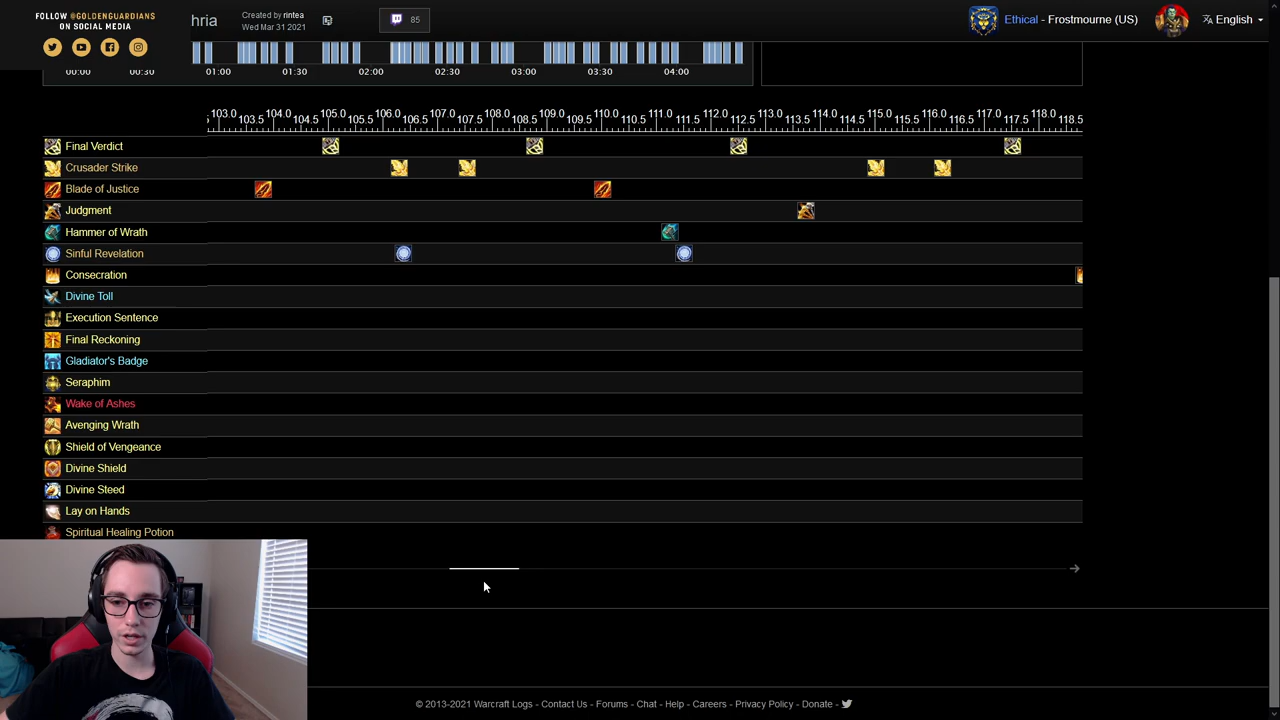 FOLLOW @GOLDENGUARDIANS
ON SOCIAL MEDIA
hria
Created by rintea
Wed Mar 31 2021
85
Ethical - Frostmourne (US)
English
00:00 00:30 01:00 01:30 02:00 02:30 03:00 03:30 04:00
103.0 103.5 104.0 104.5 105.0 105.5 106.0 106.5 107.0 107.5 108.0 108.5 109.0 109.5 110.0 110.5 111.0 111.5 112.0 112.5 113.0 113.5 114.0 114.5 115.0 115.5 116.0 116.5 117.0 117.5 118.0 118.5
Final Verdict
Crusader Strike
Blade of Justice
Judgment
Hammer of Wrath
Sinful Revelation
Consecration
Divine Toll
Execution Sentence
Final Reckoning
Gladiator's Badge
Seraphim
Wake of Ashes
Avenging Wrath
Shield of Vengeance
Divine Shield
Divine Steed
Lay on Hands
Spiritual Healing Potion
© 2013-2021 Warcraft Logs - Contact Us - Forums - Chat - Help - Careers - Privacy Policy - Donate -